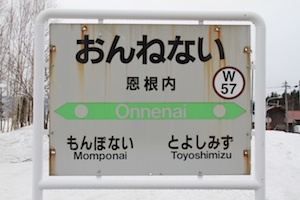 おんねない
恩根内
W
57
Onnenai
もんぽない とよしみず
Momponai Toyoshimizu